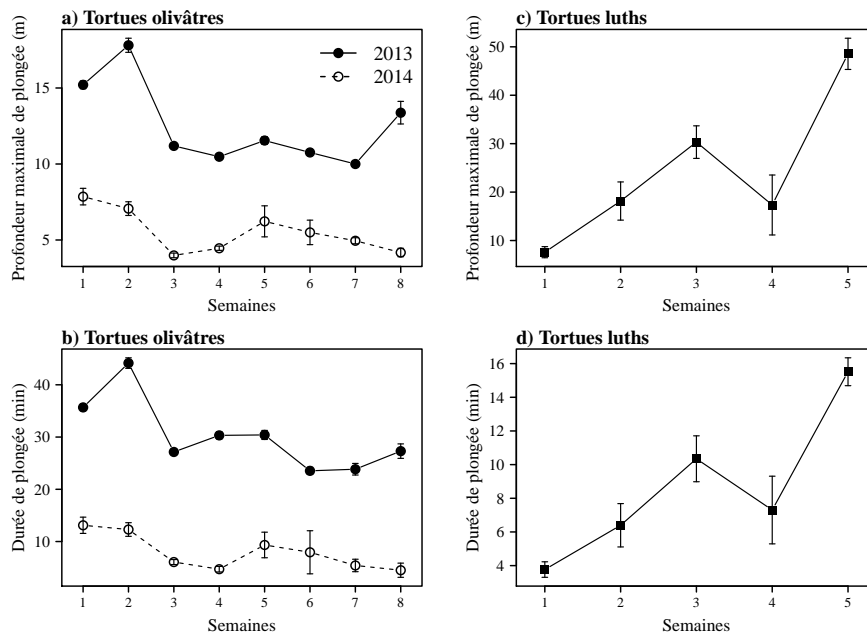 a) Tortues olivâtres
Profondeur maximale de plongée (m)
15
10
5
2013
2014
1 2 3 4 5 6 7 8
Semaines
c) Tortues luths
Profondeur maximale de plongée (m)
50
40
30
20
10
1 2 3 4 5
Semaines
b) Tortues olivâtres
Durée de plongée (min)
40
30
20
10
1 2 3 4 5 6 7 8
Semaines
d) Tortues luths
Durée de plongée (min)
16
14
12
10
8
6
4
1 2 3 4 5
Semaines